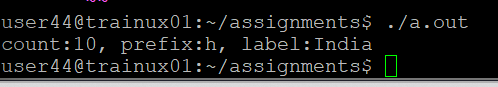 user44@trainux01:~/assignments$ ./a.out
count:10, prefix:h, label:India
user44@trainux01:~/assignments$